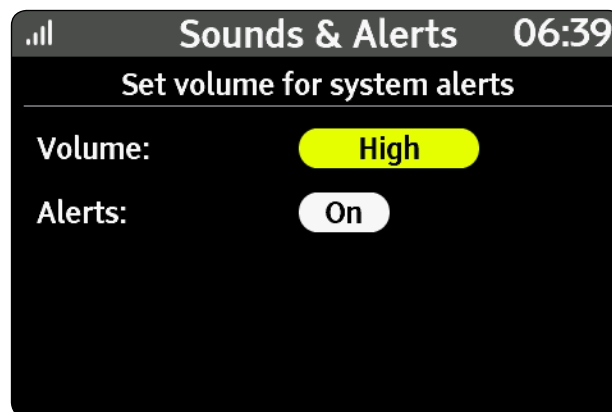 Sounds & Alerts 06:39
Set volume for system alerts
Volume: High
Alerts: On